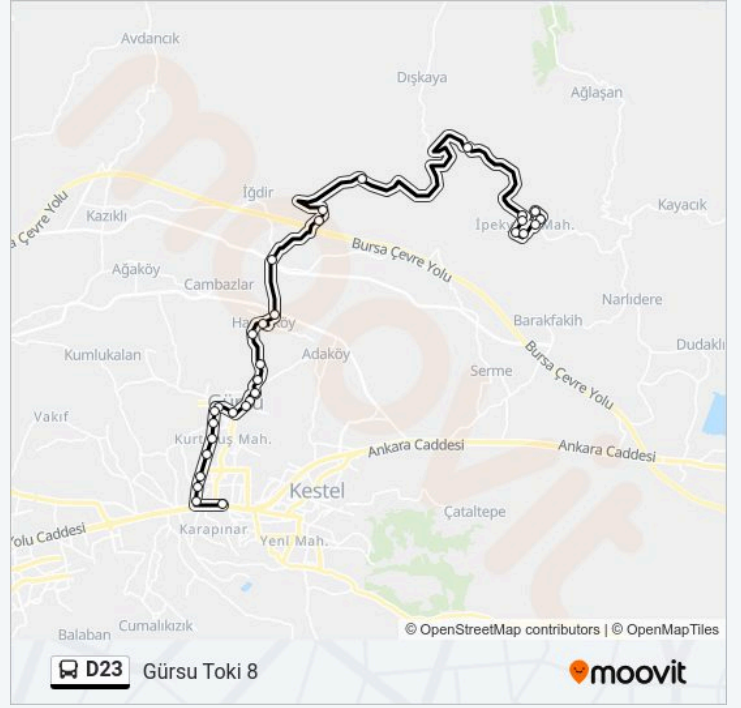 Avdancık
Dışkaya
Ağlaşan
İğdir
Kazıklı
a Çevre Yolu
Kayacık
Bursa Çevre Yolu
Ağaköy
Cambazlar
Narlıdere
Barakfakih
Dudaklı
Kumlukalan
Adaköy
Serme
Bursa Çevre Yolu
Vakıf
Ankara Caddesi
Ankara Caddesi
Kestel
Çataltepe
Karapınar
Yeni Mah.
Yolu Caddesi
Cumalıkızık
Balaban
moovit
© OpenStreetMap contributors | © OpenMapTiles
D23 Gürsu Toki 8
moovit